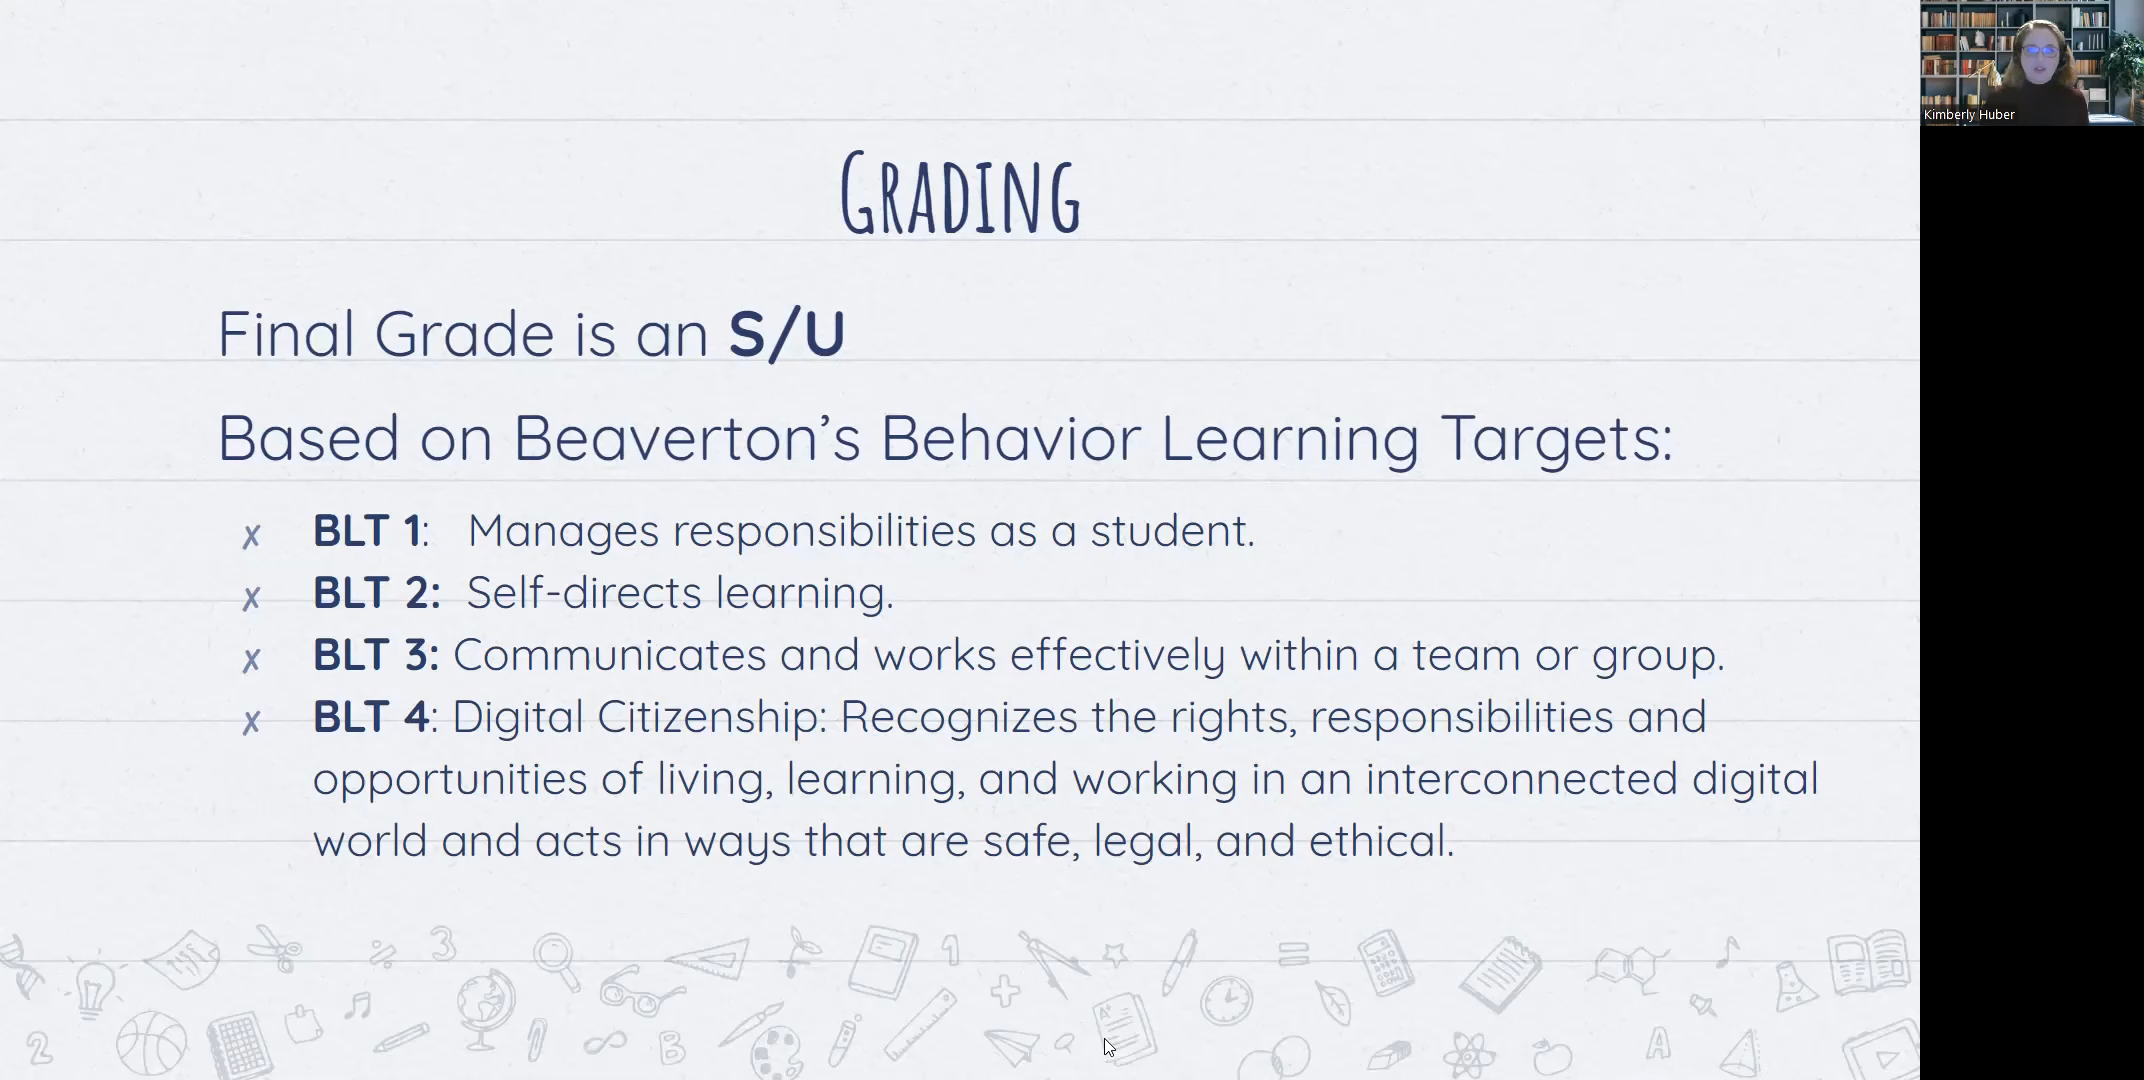 Grading
Final Grade is an S/U
Based on Beaverton’s Behavior Learning Targets:
✗ BLT 1: Manages responsibilities as a student.
✗ BLT 2: Self-directs learning.
✗ BLT 3: Communicates and works effectively within a team or group.
✗ BLT 4: Digital Citizenship: Recognizes the rights, responsibilities and
opportunities of living, learning, and working in an interconnected digital
world and acts in ways that are safe, legal, and ethical.
3
1
2
B
A+
A
Kimberly Huber